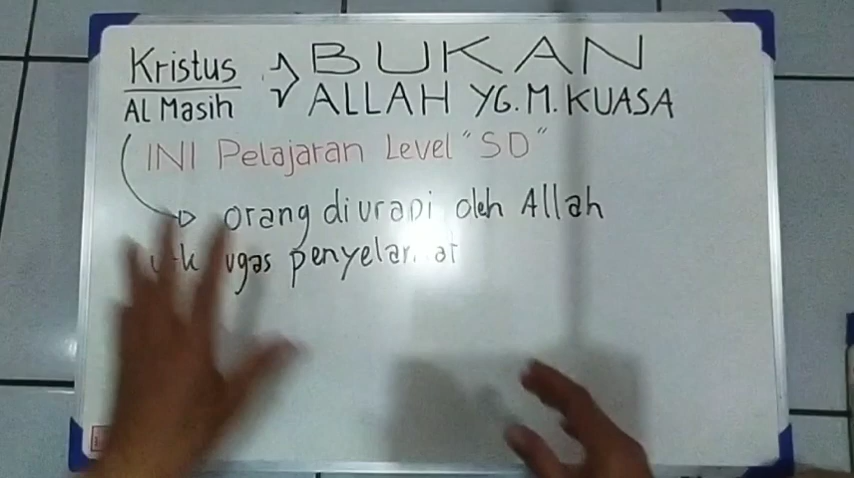 Kristus BUKAN
Al Masih ALLAH YG. M. KUASA
INI Pelajaran Level "SD"
orang diurapi oleh Allah
penyelamat